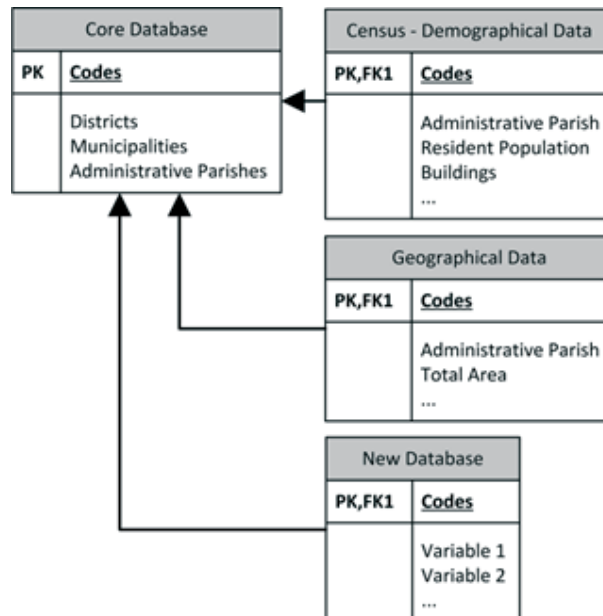 Core Database
PK Codes
Districts
Municipalities
Administrative Parishes
Census - Demographical Data
PK,FK1 Codes
Administrative Parish
Resident Population
Buildings
...
Geographical Data
PK,FK1 Codes
Administrative Parish
Total Area
...
New Database
PK,FK1 Codes
Variable 1
Variable 2
...